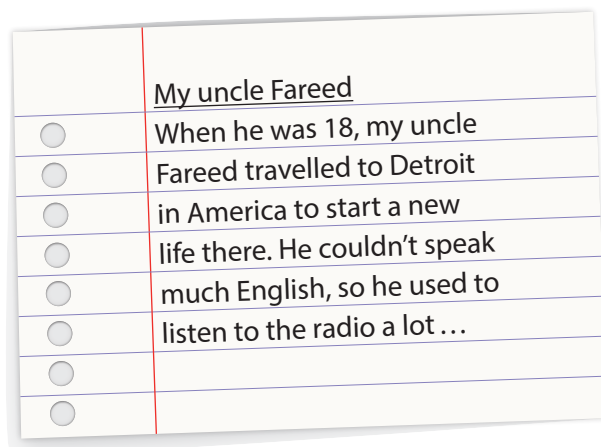 My uncle Fareed
When he was 18, my uncle
Fareed travelled to Detroit
in America to start a new
life there. He couldn’t speak
much English, so he used to
listen to the radio a lot …